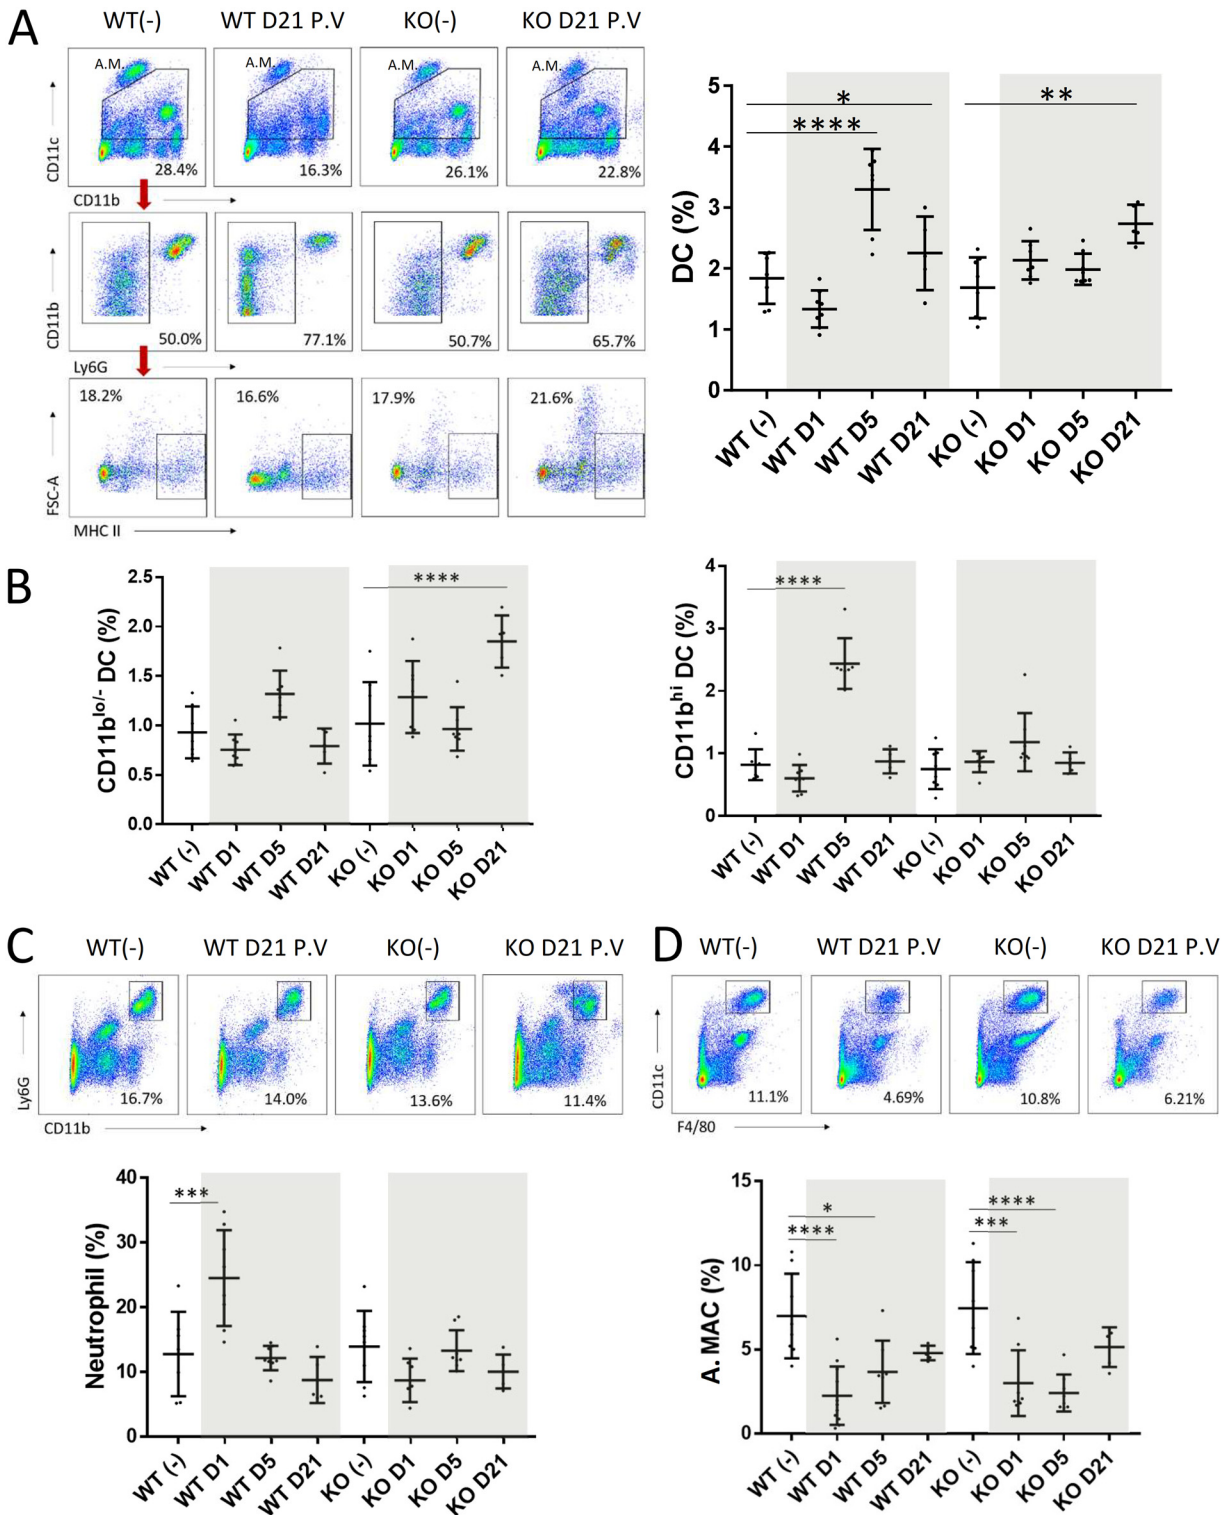 A
WT(-)
WT D21 P.V
KO(-)
KO D21 P.V
A.M.
A.M.
A.M.
A.M.
CD11c
28.4%
16.3%
26.1%
22.8%
CD11b
CD11b
50.0%
77.1%
50.7%
65.7%
Ly6G
18.2%
16.6%
17.9%
21.6%
FSC-A
MHC II
DC (%)
5
4
3
2
1
0
*
****
**
WT (-)
WT D1
WT D5
WT D21
KO (-)
KO D1
KO D5
KO D21
B
CD11blo/- DC (%)
2.5
2.0
1.5
1.0
0.5
0.0
****
WT (-)
WT D1
WT D5
WT D21
KO (-)
KO D1
KO D5
KO D21
CD11bhi DC (%)
4
3
2
1
0
****
WT (-)
WT D1
WT D5
WT D21
KO (-)
KO D1
KO D5
KO D21
C
WT(-)
WT D21 P.V
KO(-)
KO D21 P.V
Ly6G
16.7%
14.0%
13.6%
11.4%
CD11b
Neutrophil (%)
40
30
20
10
0
***
WT (-)
WT D1
WT D5
WT D21
KO (-)
KO D1
KO D5
KO D21
D
WT(-)
WT D21 P.V
KO(-)
KO D21 P.V
CD11c
11.1%
4.69%
10.8%
6.21%
F4/80
A. MAC (%)
15
10
5
0
*
****
****
***
WT (-)
WT D1
WT D5
WT D21
KO (-)
KO D1
KO D5
KO D21